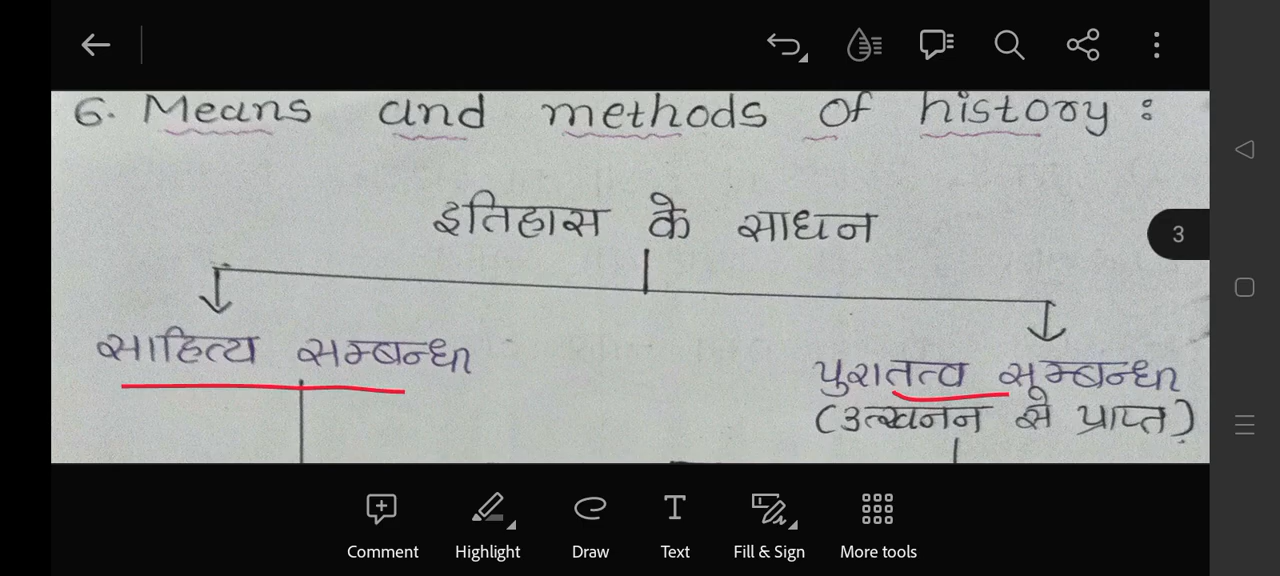 6. Means and methods of history :
इतिहास के साधन
3
साहित्य सम्बन्धी
पुरातत्व सम्बन्धी
(उत्खनन से प्राप्त)
Comment
Highlight
Draw
Text
Fill & Sign
More tools